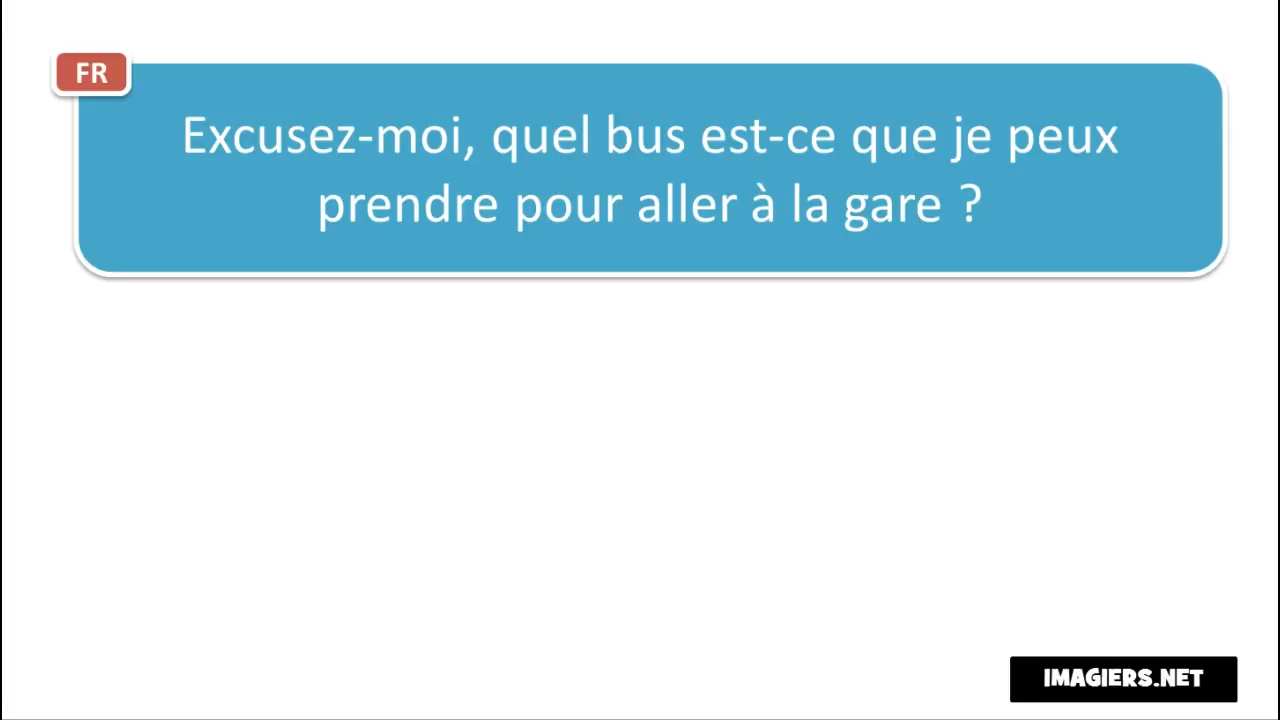 FR
Excusez-moi, quel bus est-ce que je peux
prendre pour aller à la gare ?
IMAGIERS.NET